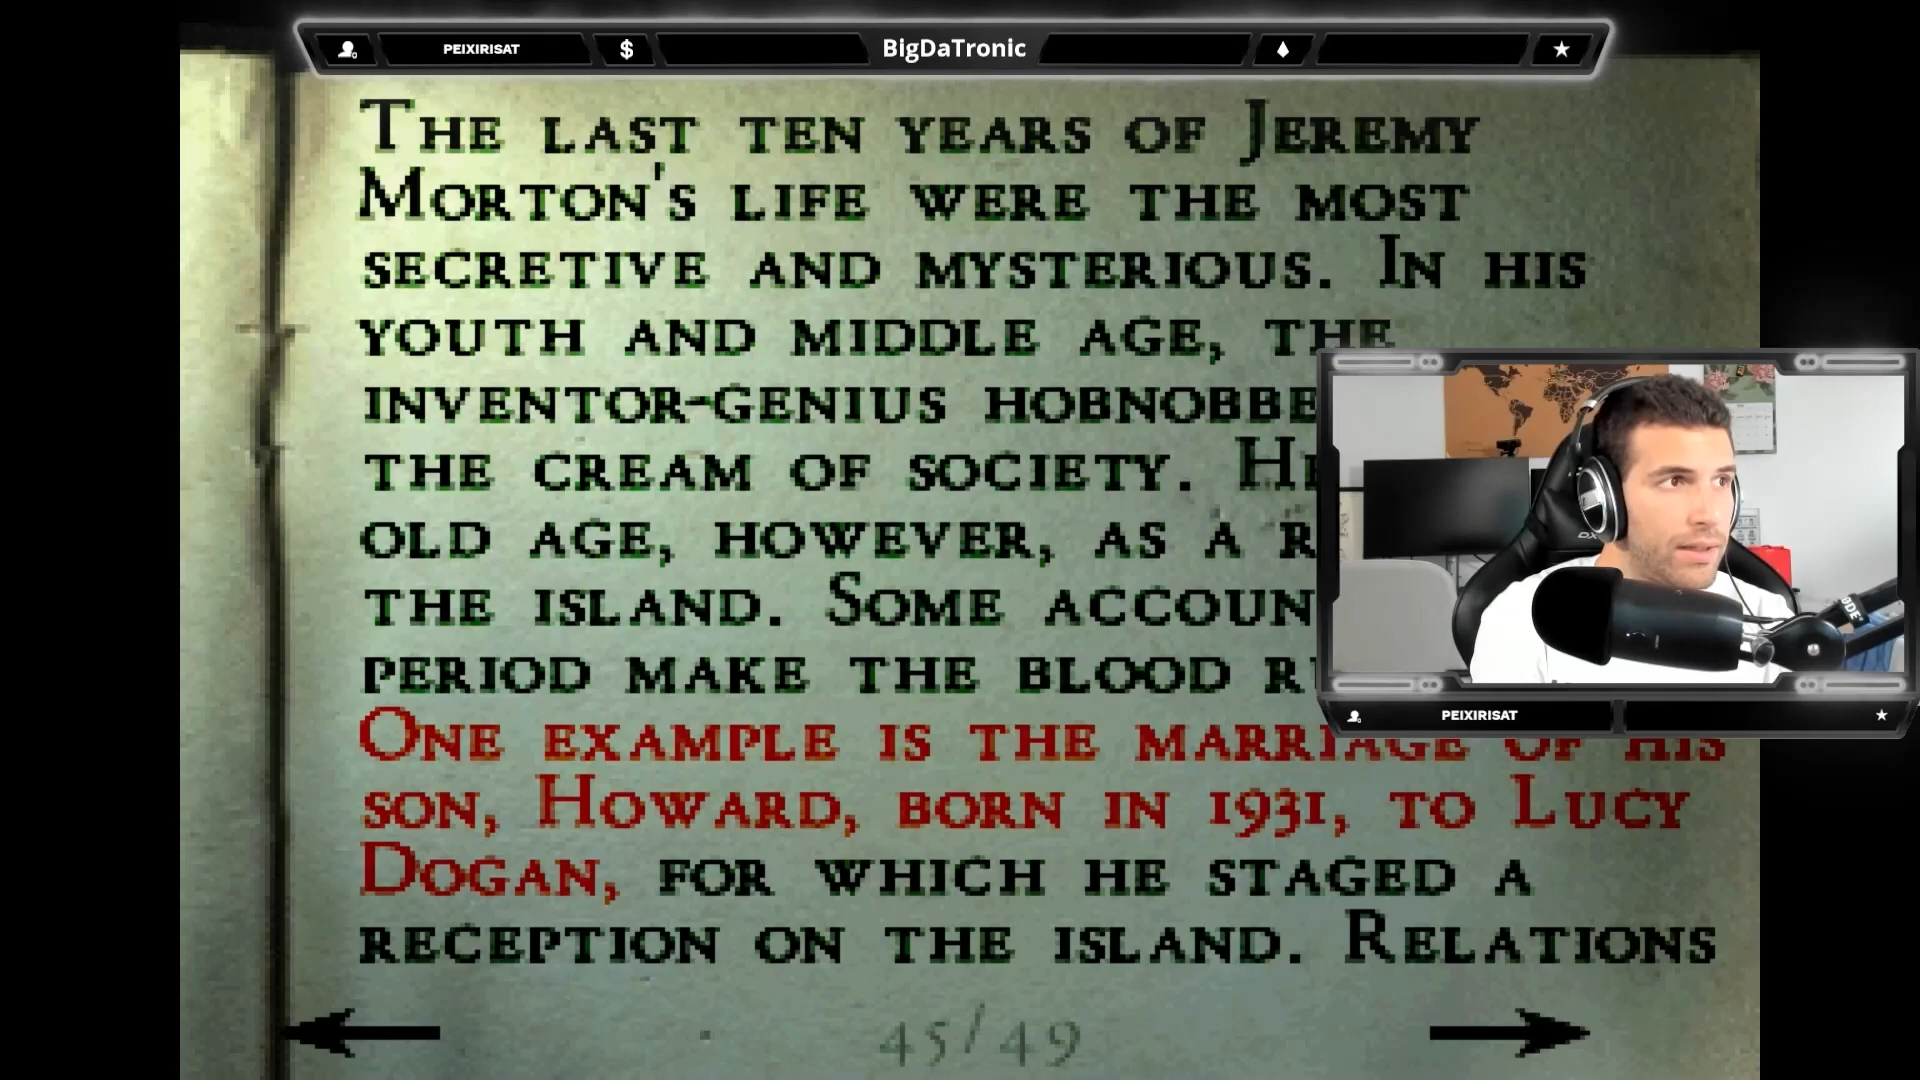 PEIXIRISAT
$
BigDaTronic
The last ten years of Jeremy
Morton's life were the most
secretive and mysterious. In his
youth and middle age, the
inventor-genius
the cream of society.
old age, however, as a
the island. Some
period make the blood
One example is the marriage of his
son, Howard, born in 1931, to Lucy
Dogan, for which he staged a
reception on the island. Relations
45/49
PEIXIRISAT